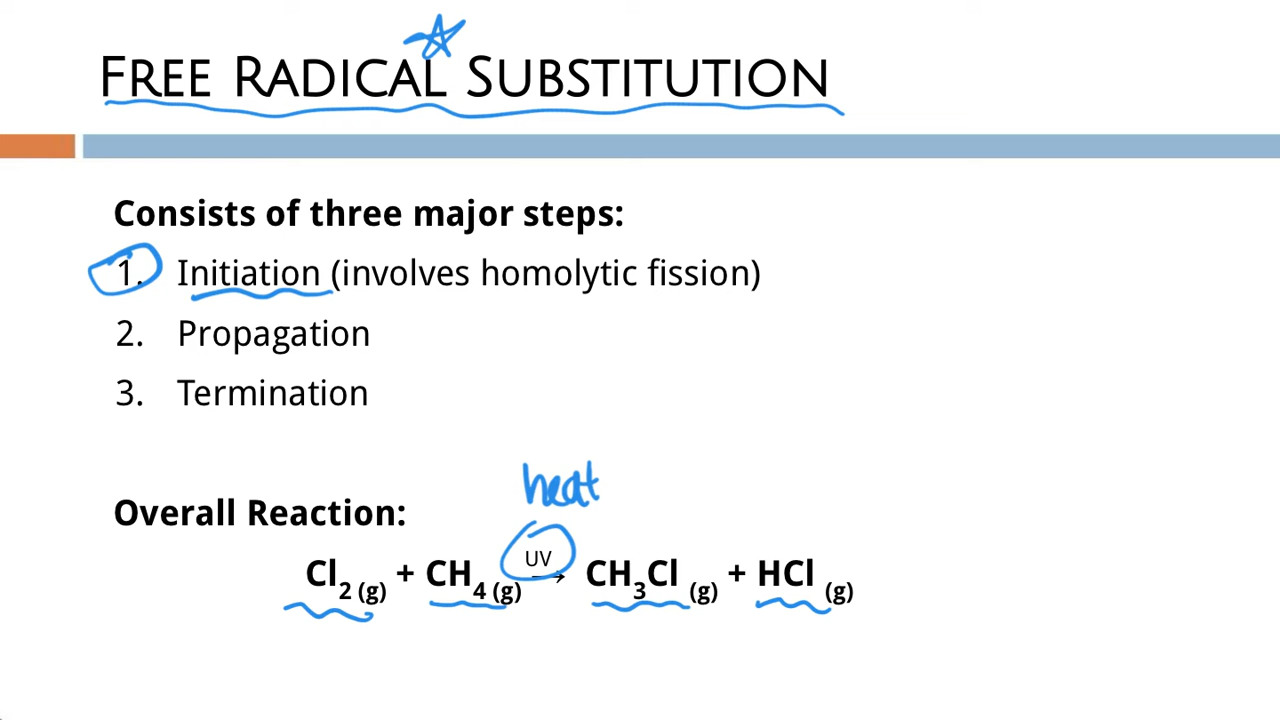 FREE RADICAL SUBSTITUTION
Consists of three major steps:
1. Initiation (involves homolytic fission)
2. Propagation
3. Termination
heat
Overall Reaction:
UV
Cl₂ (g) + CH₄ (g) → CH₃Cl (g) + HCl (g)